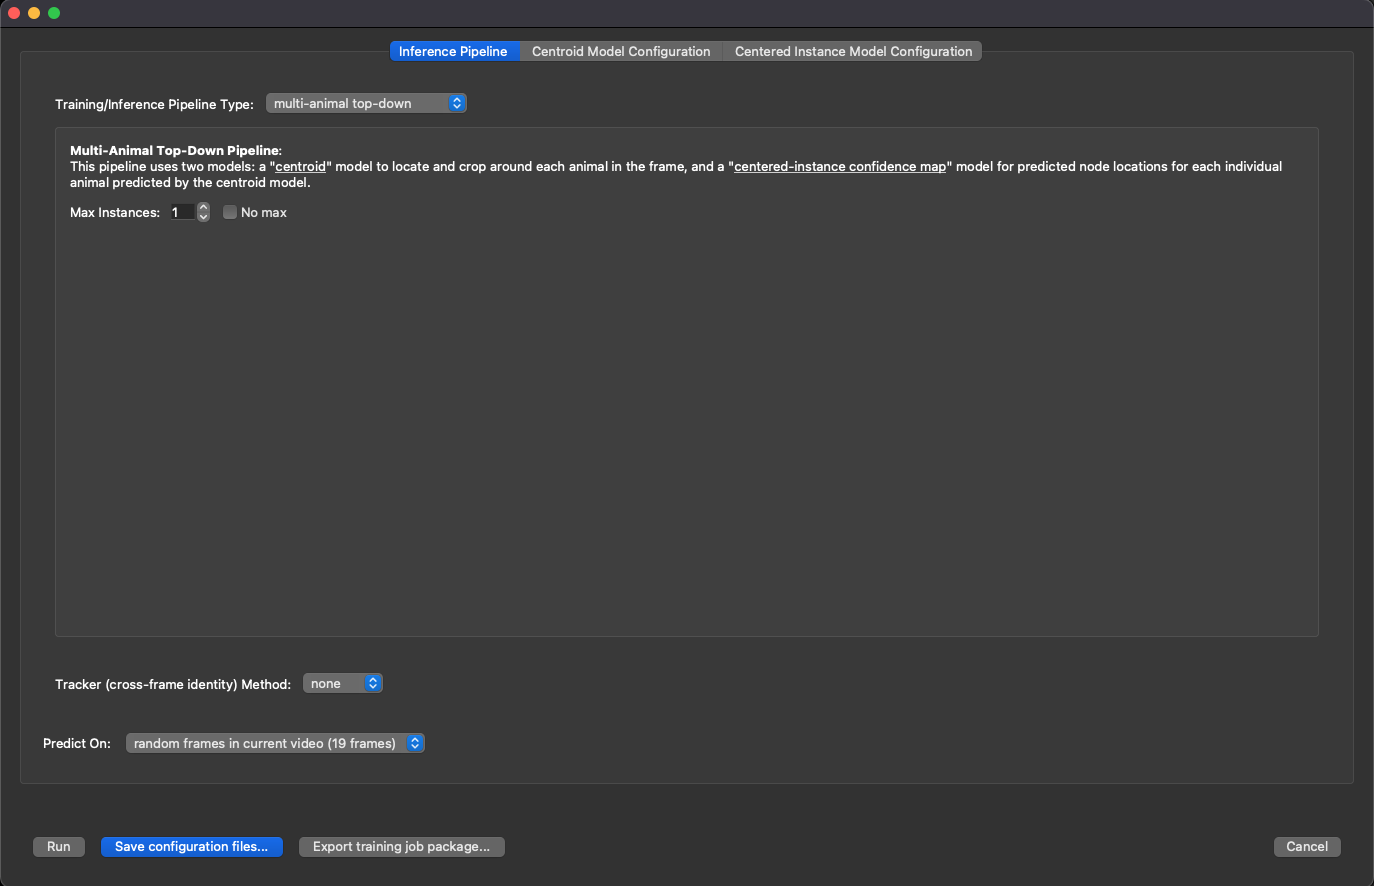 Inference Pipeline Centroid Model Configuration Centered Instance Model Configuration
Training/Inference Pipeline Type: multi-animal top-down
Multi-Animal Top-Down Pipeline:
This pipeline uses two models: a "centroid" model to locate and crop around each animal in the frame, and a "centered-instance confidence map" model for predicted node locations for each individual
animal predicted by the centroid model.
Max Instances: 1 No max
Tracker (cross-frame identity) Method: none
Predict On: random frames in current video (19 frames)
Run Save configuration files... Export training job package... Cancel